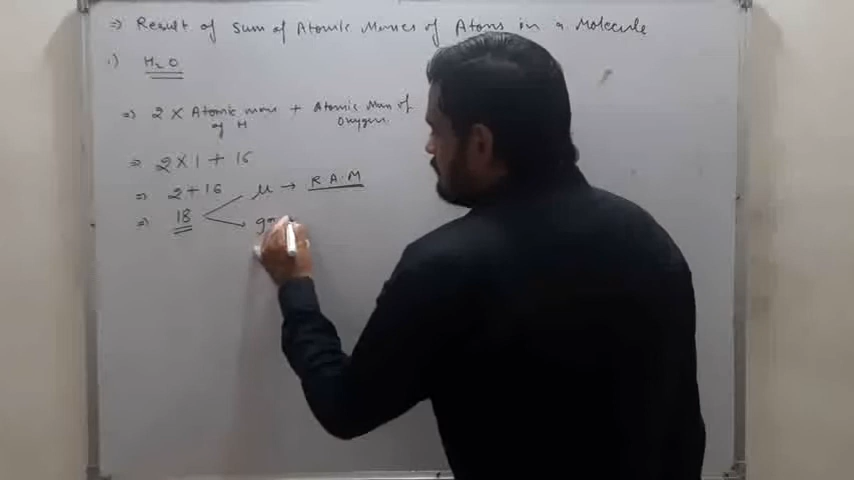 ⇒ Result of Sum of Atomic Masses of Atoms in a Molecule
1) H₂O
⇒ 2 X Atomic mass + Atomic Mass of
of H Oxygen.
⇒ 2 X 1 + 16
⇒ 2 + 16 μ → R.A.M
⇒ 18